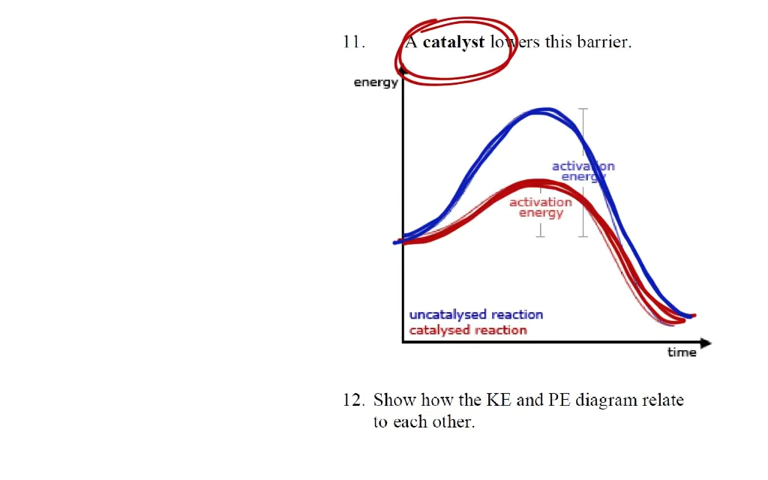 11. A catalyst lowers this barrier.
energy
activation
energy
activation
energy
uncatalysed reaction
catalysed reaction
time
12. Show how the KE and PE diagram relate
to each other.